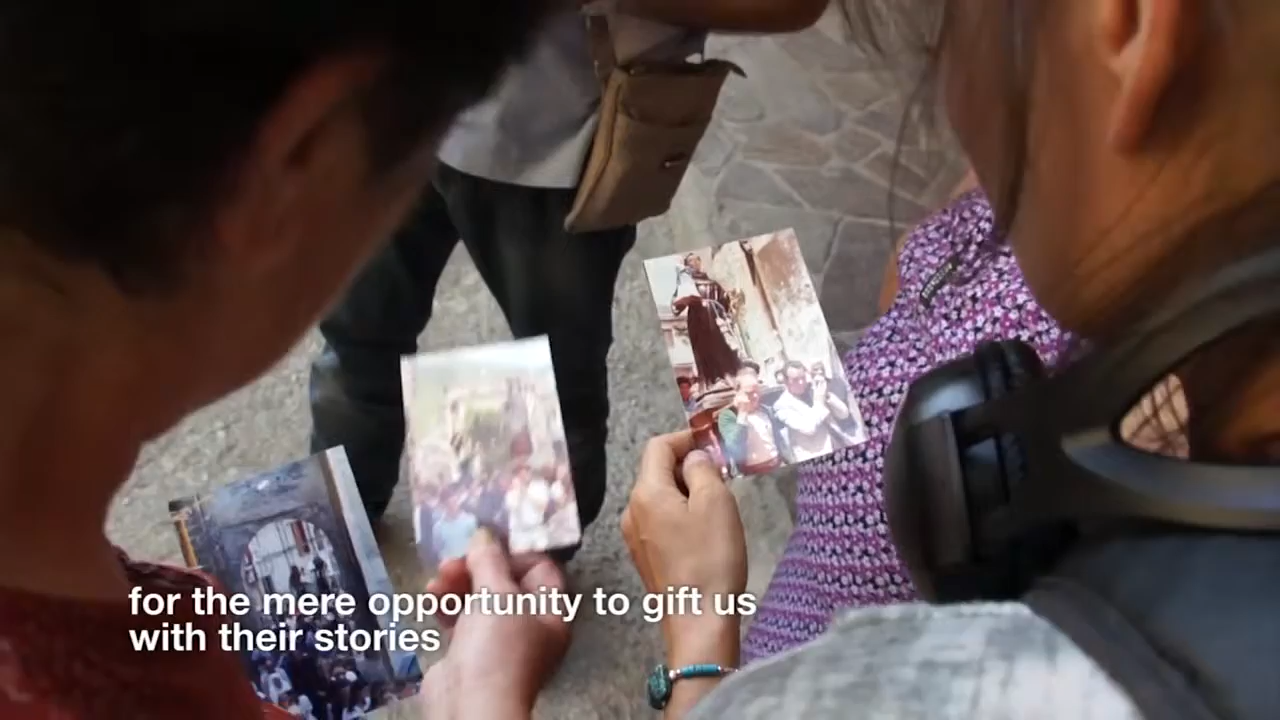 for the mere opportunity to gift us
with their stories